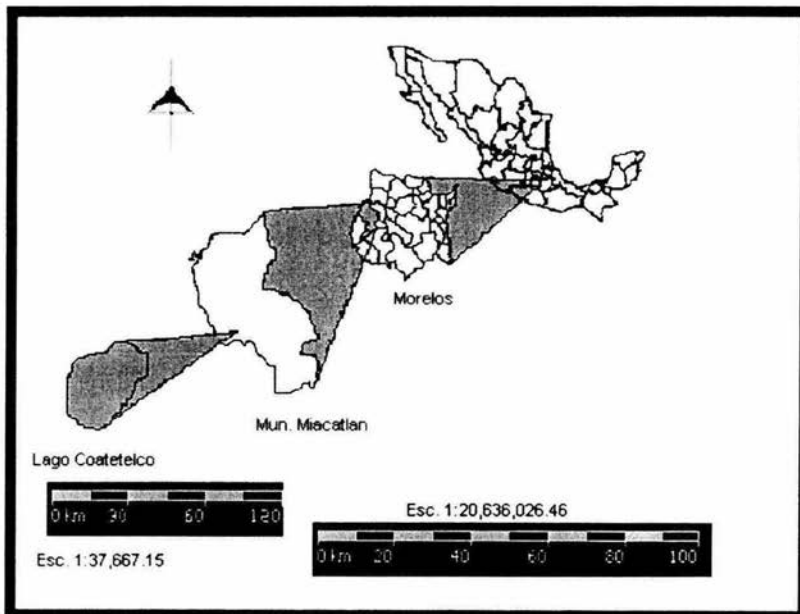 Morelos
Mun. Miacatlan
Lago Coatetelco
0 km 30 60 120
Esc. 1:37,667.15
Esc. 1:20,636,026.46
0 km 20 40 60 80 100